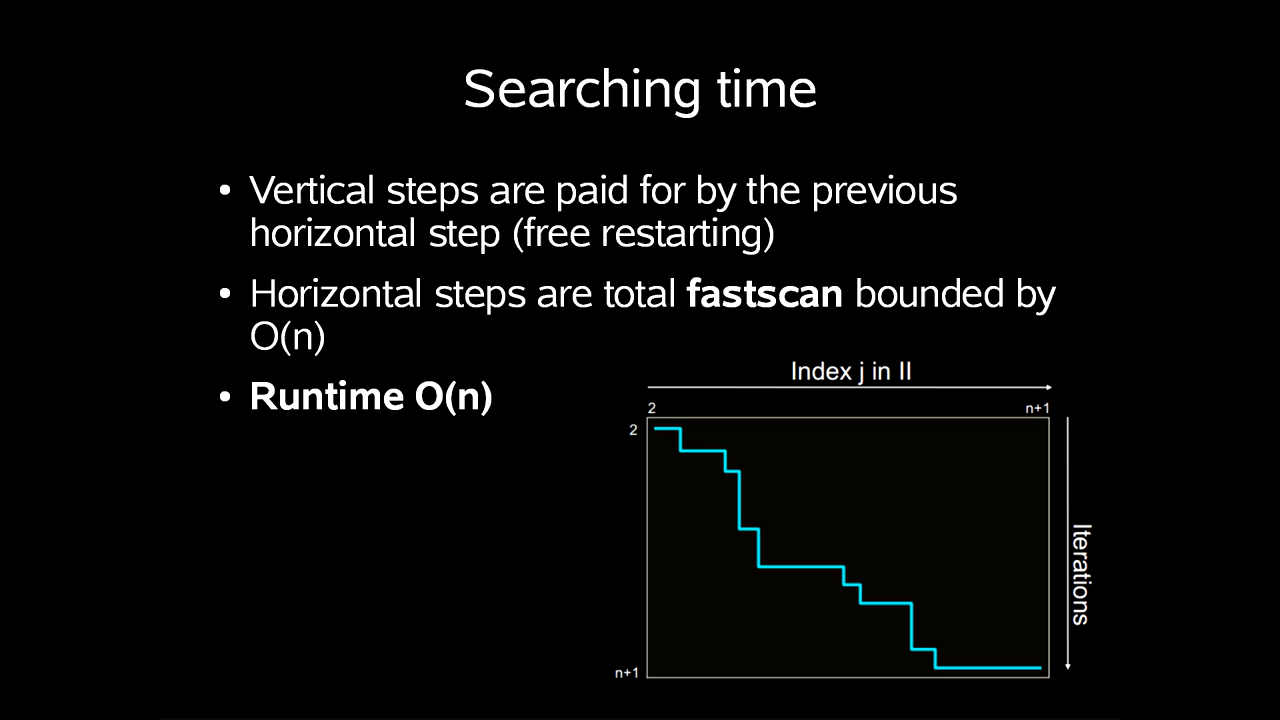 Searching time
• Vertical steps are paid for by the previous
horizontal step (free restarting)
• Horizontal steps are total fastscan bounded by
O(n)
• Runtime O(n)
Index j in II
2
n+1
2
Iterations
n+1